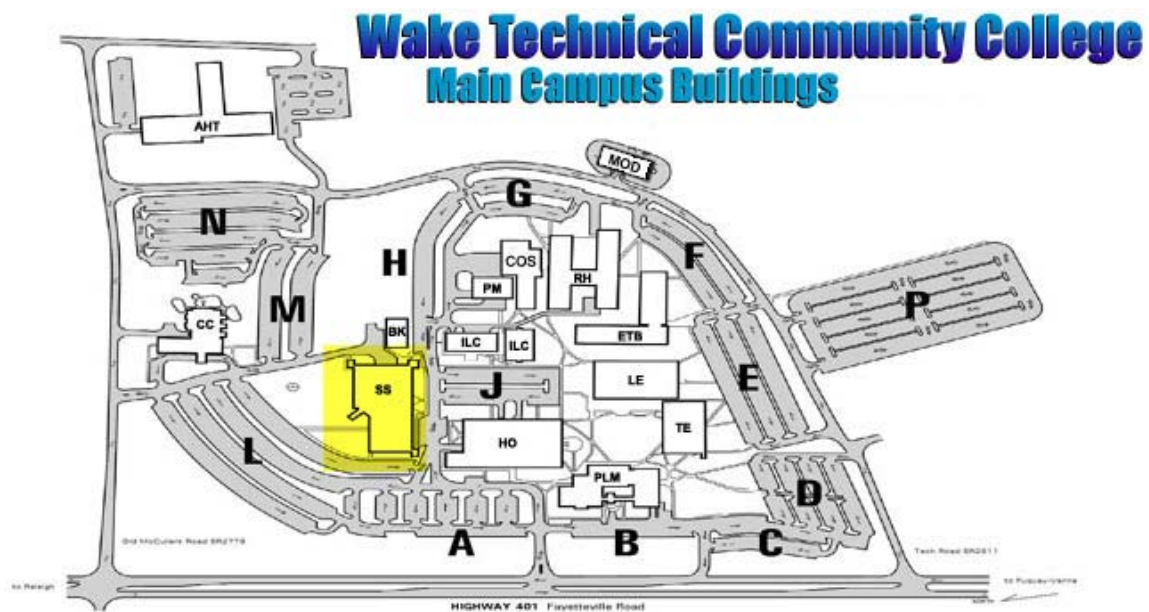 Wake Technical Community College
Main Campus Buildings
AHT
MOD
G
N
H
COS
F
RH
PM
P
M
CC
BK
ILC
ILC
ETB
SS
J
LE
E
TE
HO
L
PLM
D
A
B
C
Old McCullers Road SR2779
Tech Road SR2811
to Raleigh
to Fuquay-Varina
HIGHWAY 401 Fayetteville Road